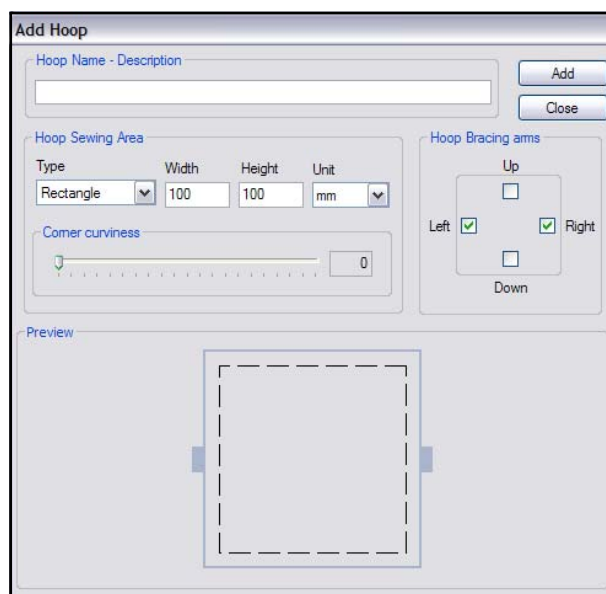 Add Hoop
Hoop Name - Description
Add
Close
Hoop Sewing Area
Type Width Height Unit
Rectangle 100 100 mm
Corner curviness
0
Hoop Bracing arms
Up
Left Right
Down
Preview